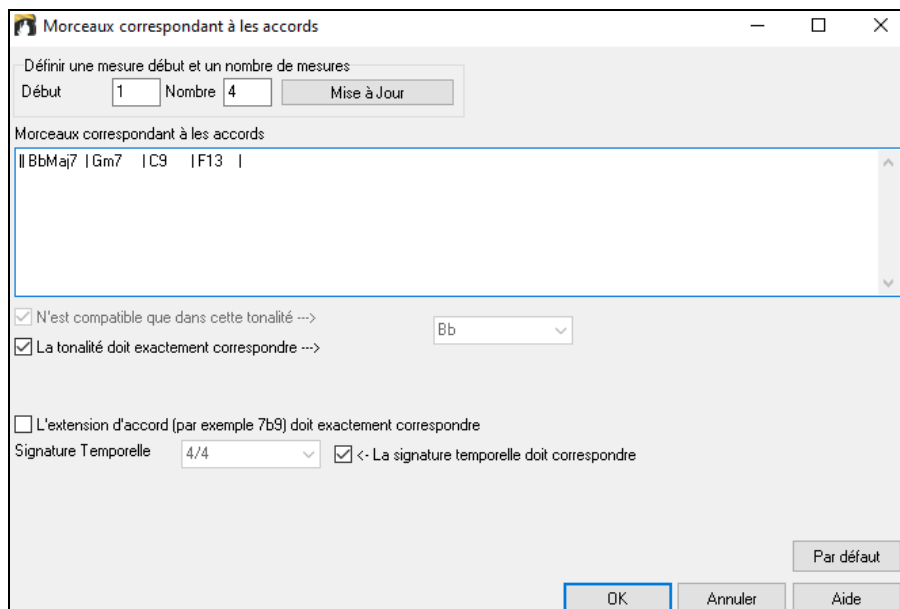 Morceaux correspondant à les accords
Définir une mesure début et un nombre de mesures
Début 1 Nombre 4 Mise à Jour
Morceaux correspondant à les accords
|| BbMaj7 | Gm7 | C9 | F13 |
N'est compatible que dans cette tonalité --->
Bb
La tonalité doit exactement correspondre --->
L'extension d'accord (par exemple 7b9) doit exactement correspondre
Signature Temporelle 4/4 <- La signature temporelle doit correspondre
Par défaut
OK Annuler Aide